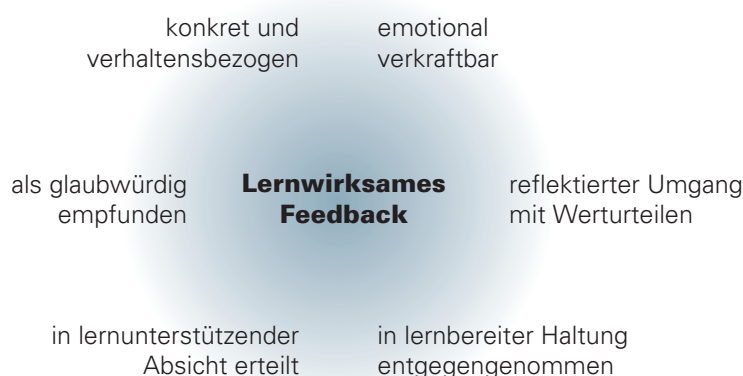 konkret und
verhaltensbezogen
emotional
verkraftbar
als glaubwürdig
empfunden
Lernwirksames
Feedback
reflektierter Umgang
mit Werturteilen
in lernunterstützender
Absicht erteilt
in lernbereiter Haltung
entgegengenommen